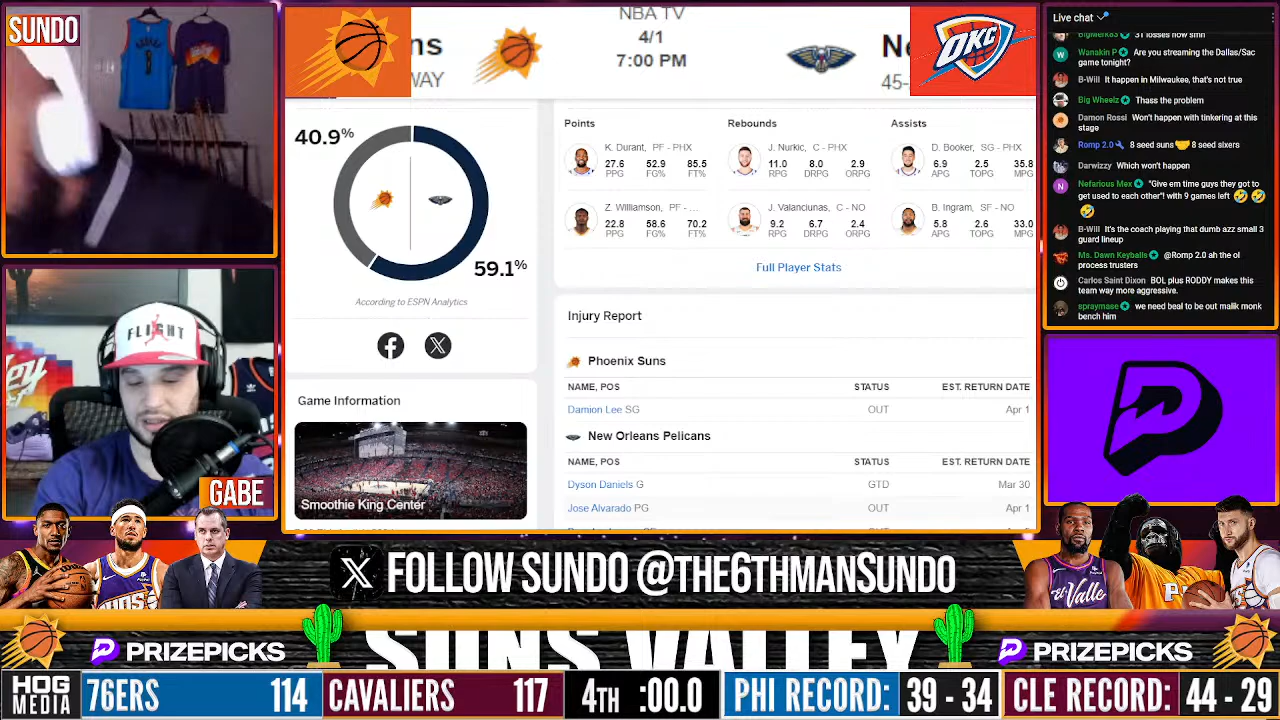 SUNDO
NBA TV
4/1
7:00 PM
ns
WAY
Ne
45-
OKC
40.9%
59.1%
According to ESPN Analytics
Game Information
Smoothie King Center
Points
Rebounds
Assists
K. Durant, PF - PHX
27.6 52.9 85.5
PPG FG% FT%
J. Nurkic, C - PHX
11.0 8.0 2.9
RPG DRPG ORPG
D. Booker, SG - PHX
6.9 2.5 35.8
APG TOPG MPG
Z. Williamson, PF - ...
22.8 58.6 70.2
PPG FG% FT%
J. Valanciunas, C - NO
9.2 6.7 2.4
RPG DRPG ORPG
B. Ingram, SF - NO
5.8 2.6 33.0
APG TOPG MPG
Full Player Stats
Injury Report
Phoenix Suns
NAME, POS STATUS EST. RETURN DATE
Damion Lee SG OUT Apr 1
New Orleans Pelicans
NAME, POS STATUS EST. RETURN DATE
Dyson Daniels G GTD Mar 30
Jose Alvarado PG OUT Apr 1
Live chat
BigMerk83 31 losses now smh
Wanakin P Are you streaming the Dallas/Sac
game tonight?
B-Will It happen in Milwaukee, that's not true
Big Wheelz Thass the problem
Damon Rossi Won't happen with tinkering at this
stage
Romp 2.0 8 seed suns 🤝 8 seed sixers
Darwizzy Which won't happen
Nefarious Mex "Give em time guys they got to
get used to each other"! with 9 games left 🤣 🤣
🤣
B-Will It's the coach playing that dumb azz small 3
guard lineup
Ms. Dawn Keyballs @Romp 2.0 ah the ol
process trusters
Carlos Saint Dixon BOL plus RODDY makes this
team way more aggressive.
spraymase we need beal to be out malik monk
bench him
FLIGHT
GABE
X FOLLOW SUNDO @THE6THMANSUNDO
SUNS
El Valle
PRIZEPICKS
SUNS VALLEY
PRIZEPICKS
HOG
MEDIA
76ERS 114 CAVALIERS 117 4TH :00.0 PHI RECORD: 39 - 34 CLE RECORD: 44 - 29